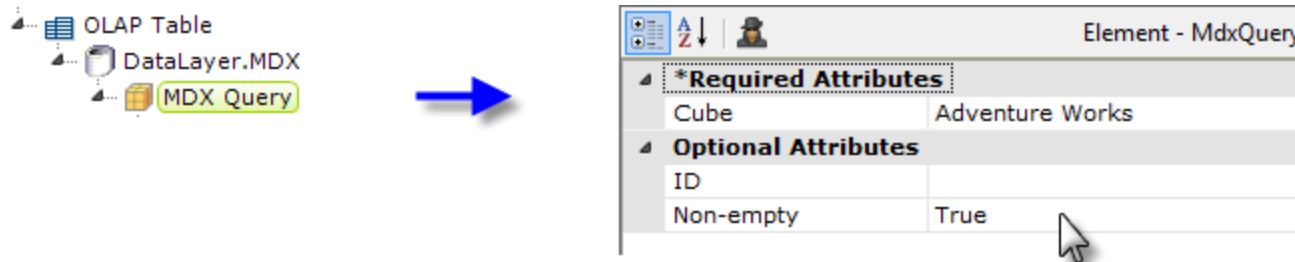 OLAP Table
DataLayer.MDX
MDX Query
A
Z
Element - MdxQuery
*Required Attributes
Cube Adventure Works
Optional Attributes
ID
Non-empty True